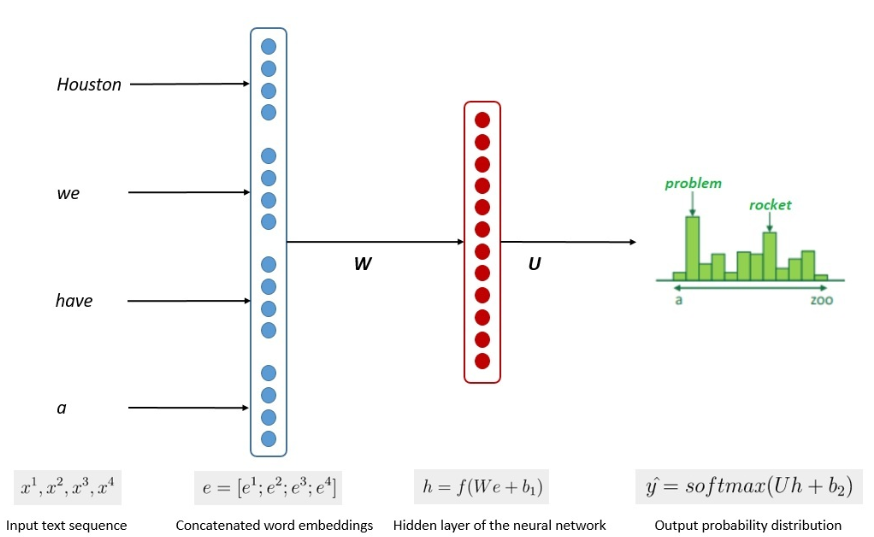 Houston
we
have
a
W
U
problem
rocket
a
zoo
x¹, x², x³, x⁴
e = [e¹; e²; e³; e⁴]
h = f(We + b₁)
ŷ = softmax(Uh + b₂)
Input text sequence
Concatenated word embeddings
Hidden layer of the neural network
Output probability distribution